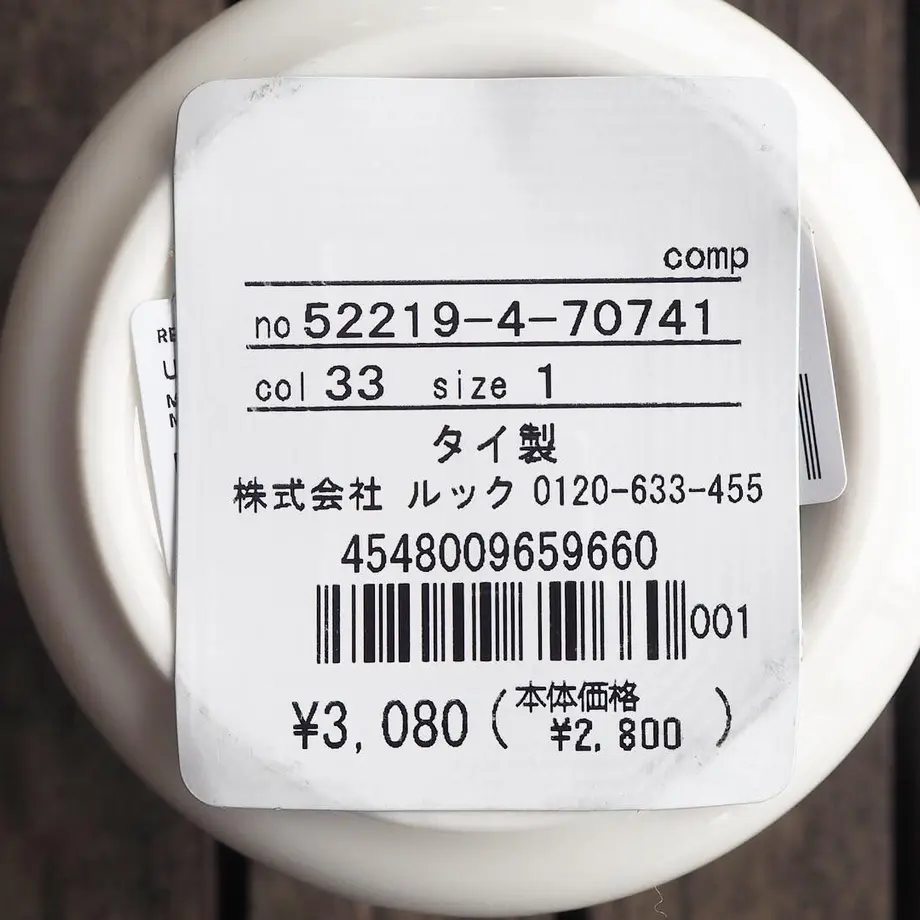 comp
no 52219-4-70741
col 33 size 1
タイ製
株式会社 ルック 0120-633-455
4548009659660
001
¥3,080 (本体価格 ¥2,800)
RE
U
M